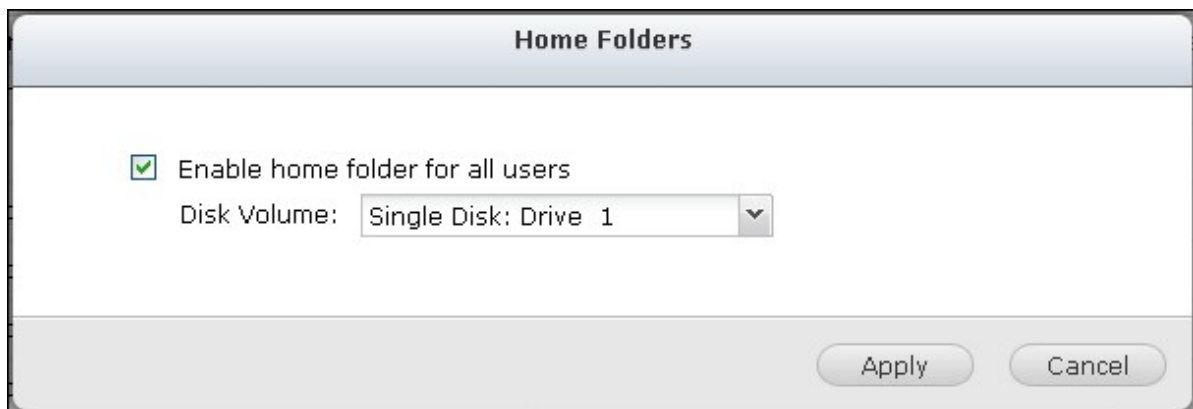 Home Folders
Enable home folder for all users
Disk Volume: Single Disk: Drive 1
Apply Cancel